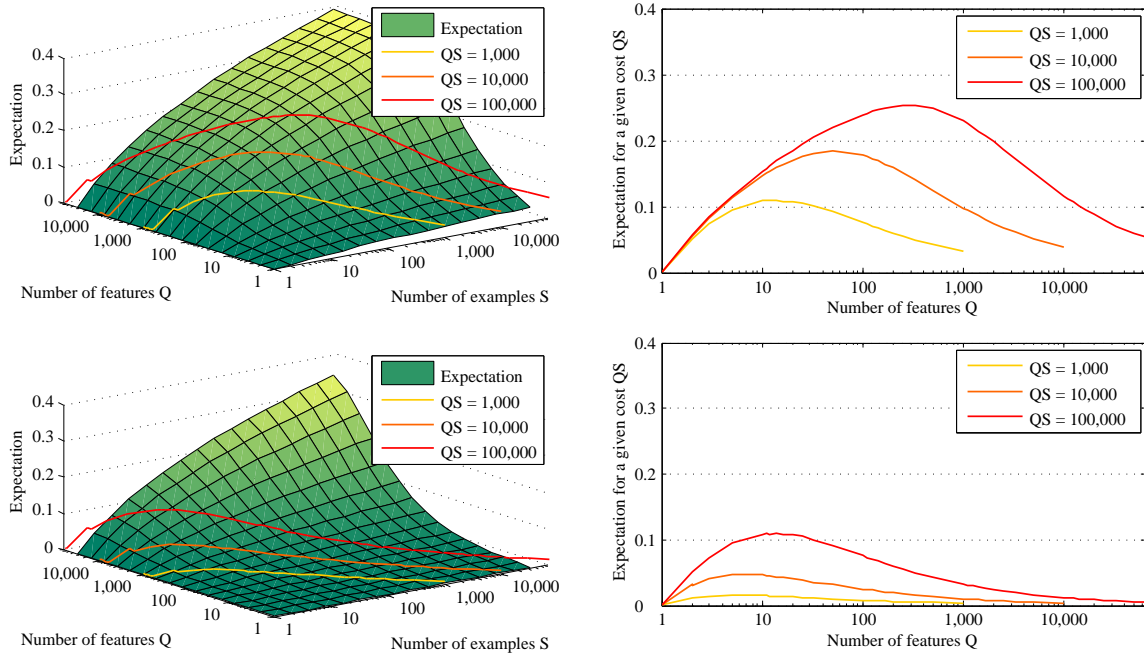 Expectation
QS = 1,000
QS = 10,000
QS = 100,000
Expectation
0.4
0.3
0.2
0.1
0
10,000
1,000
100
10
1
1
10
100
1,000
10,000
Number of features Q
Number of examples S
QS = 1,000
QS = 10,000
QS = 100,000
Expectation for a given cost QS
0.4
0.3
0.2
0.1
0
1
10
100
1,000
10,000
Number of features Q
Expectation
QS = 1,000
QS = 10,000
QS = 100,000
Expectation
0.4
0.3
0.2
0.1
0
10,000
1,000
100
10
1
1
10
100
1,000
10,000
Number of features Q
Number of examples S
QS = 1,000
QS = 10,000
QS = 100,000
Expectation for a given cost QS
0.4
0.3
0.2
0.1
0
1
10
100
1,000
10,000
Number of features Q